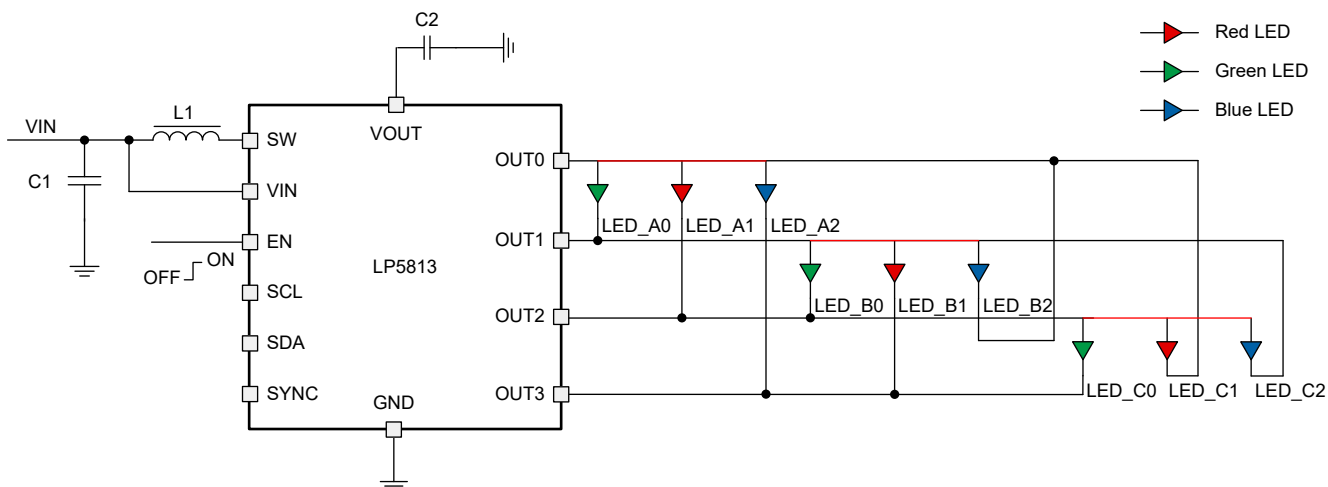 C2
Red LED
Green LED
Blue LED
VIN
L1
C1
SW
VOUT
OUT0
VIN
LED_A0
LED_A1
LED_A2
EN
OUT1
ON
OFF
LP5813
SCL
LED_B0
LED_B1
LED_B2
OUT2
SDA
SYNC
GND
OUT3
LED_C0
LED_C1
LED_C2